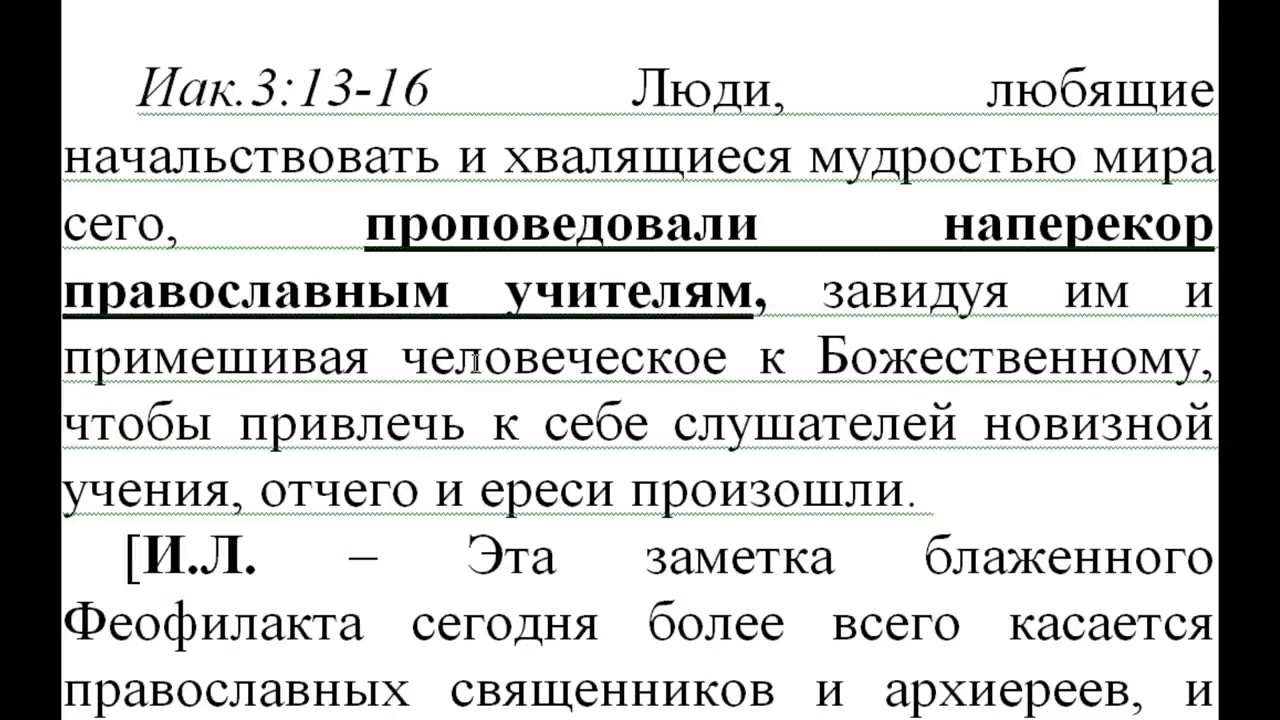 Иак.3:13-16 Люди, любящие
начальствовать и хвалящиеся мудростью мира
сего, проповедовали наперекор
православным учителям, завидуя им и
примешивая человеческое к Божественному,
чтобы привлечь к себе слушателей новизной
учения, отчего и ереси произошли.
[И.Л. – Эта заметка блаженного
Феофилакта сегодня более всего касается
православных священников и архиереев, и